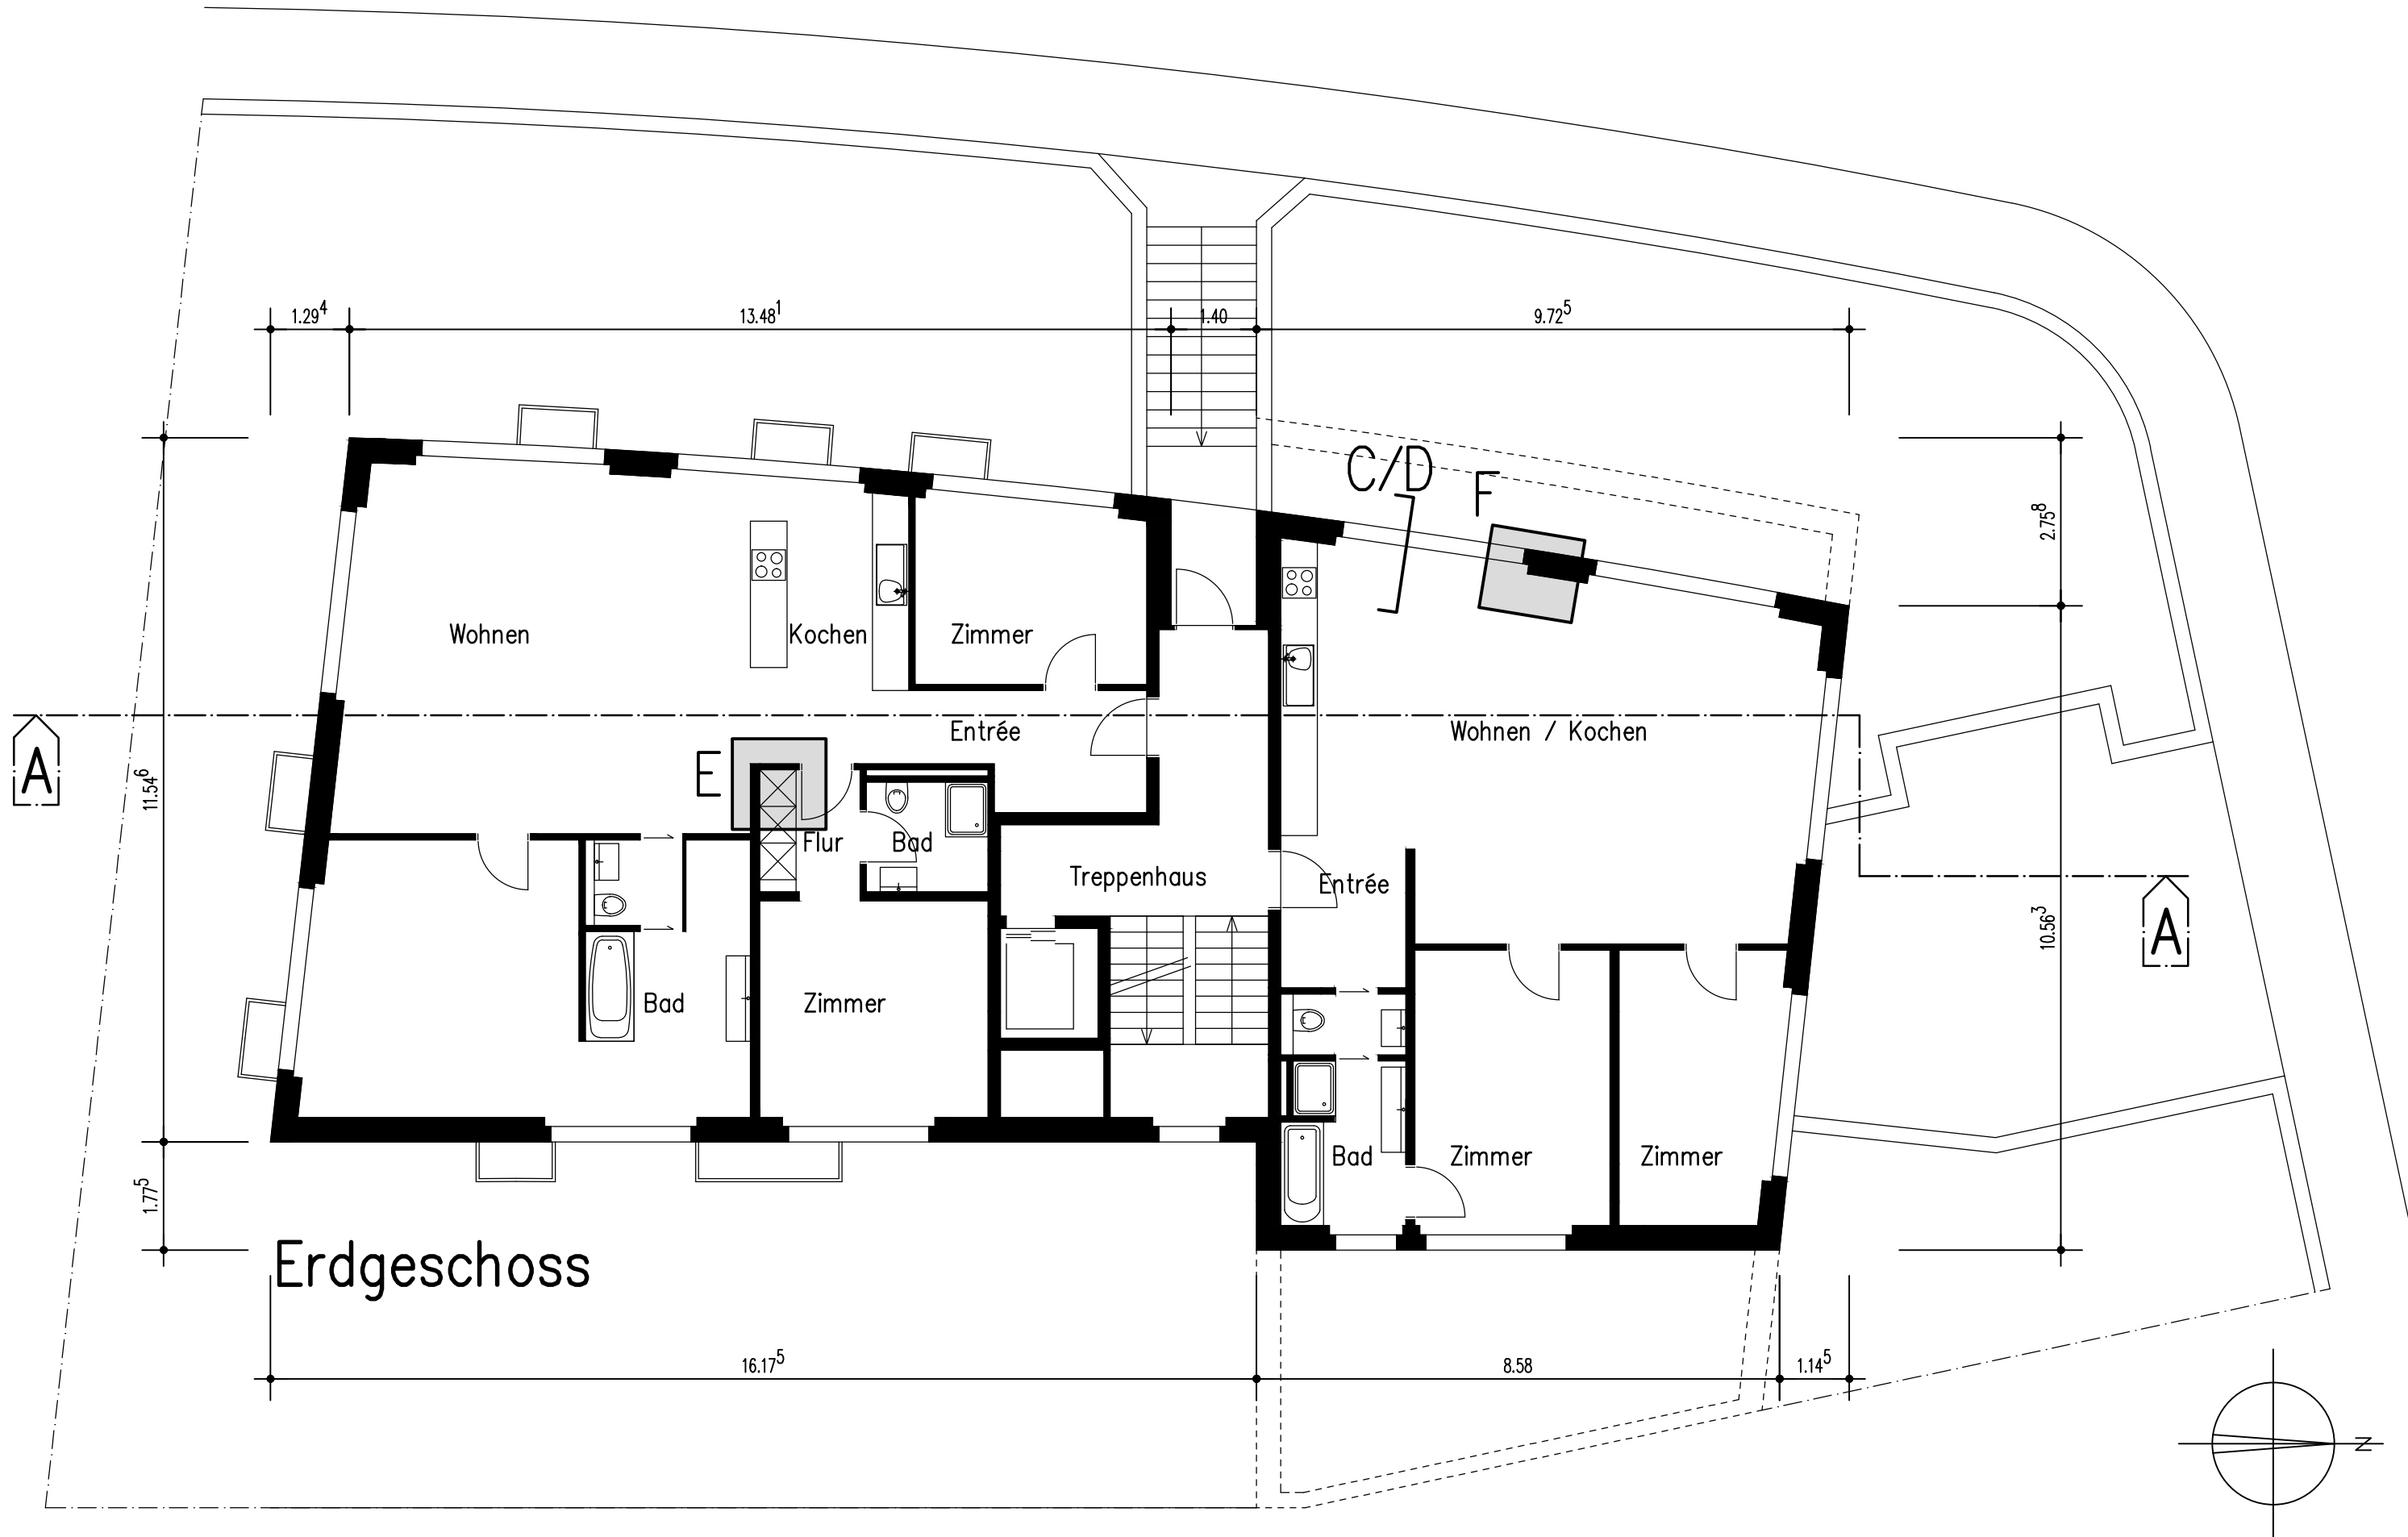 1.29⁴ 13.48¹ 1.40 9.72⁵
C/D F
2.75⁸
Wohnen Kochen Zimmer
Entrée Wohnen / Kochen
A E
11.54⁶
Flur Bad
Treppenhaus Entrée
A
10.56³
Bad Zimmer
Bad Zimmer Zimmer
1.77⁵
Erdgeschoss
16.17⁵ 8.58 1.14⁵
N